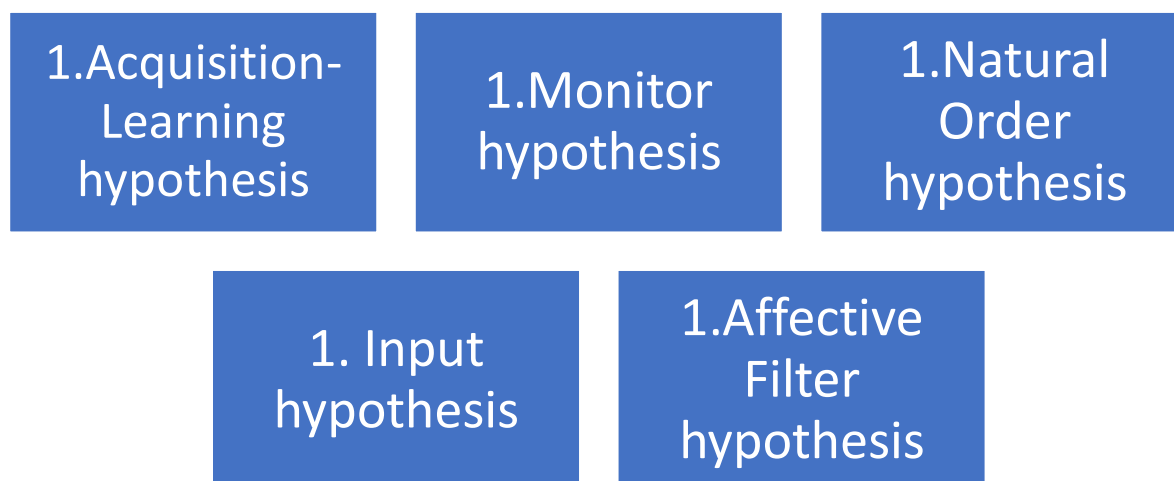 1.Acquisition-
Learning
hypothesis
1.Monitor
hypothesis
1.Natural
Order
hypothesis
1. Input
hypothesis
1.Affective
Filter
hypothesis